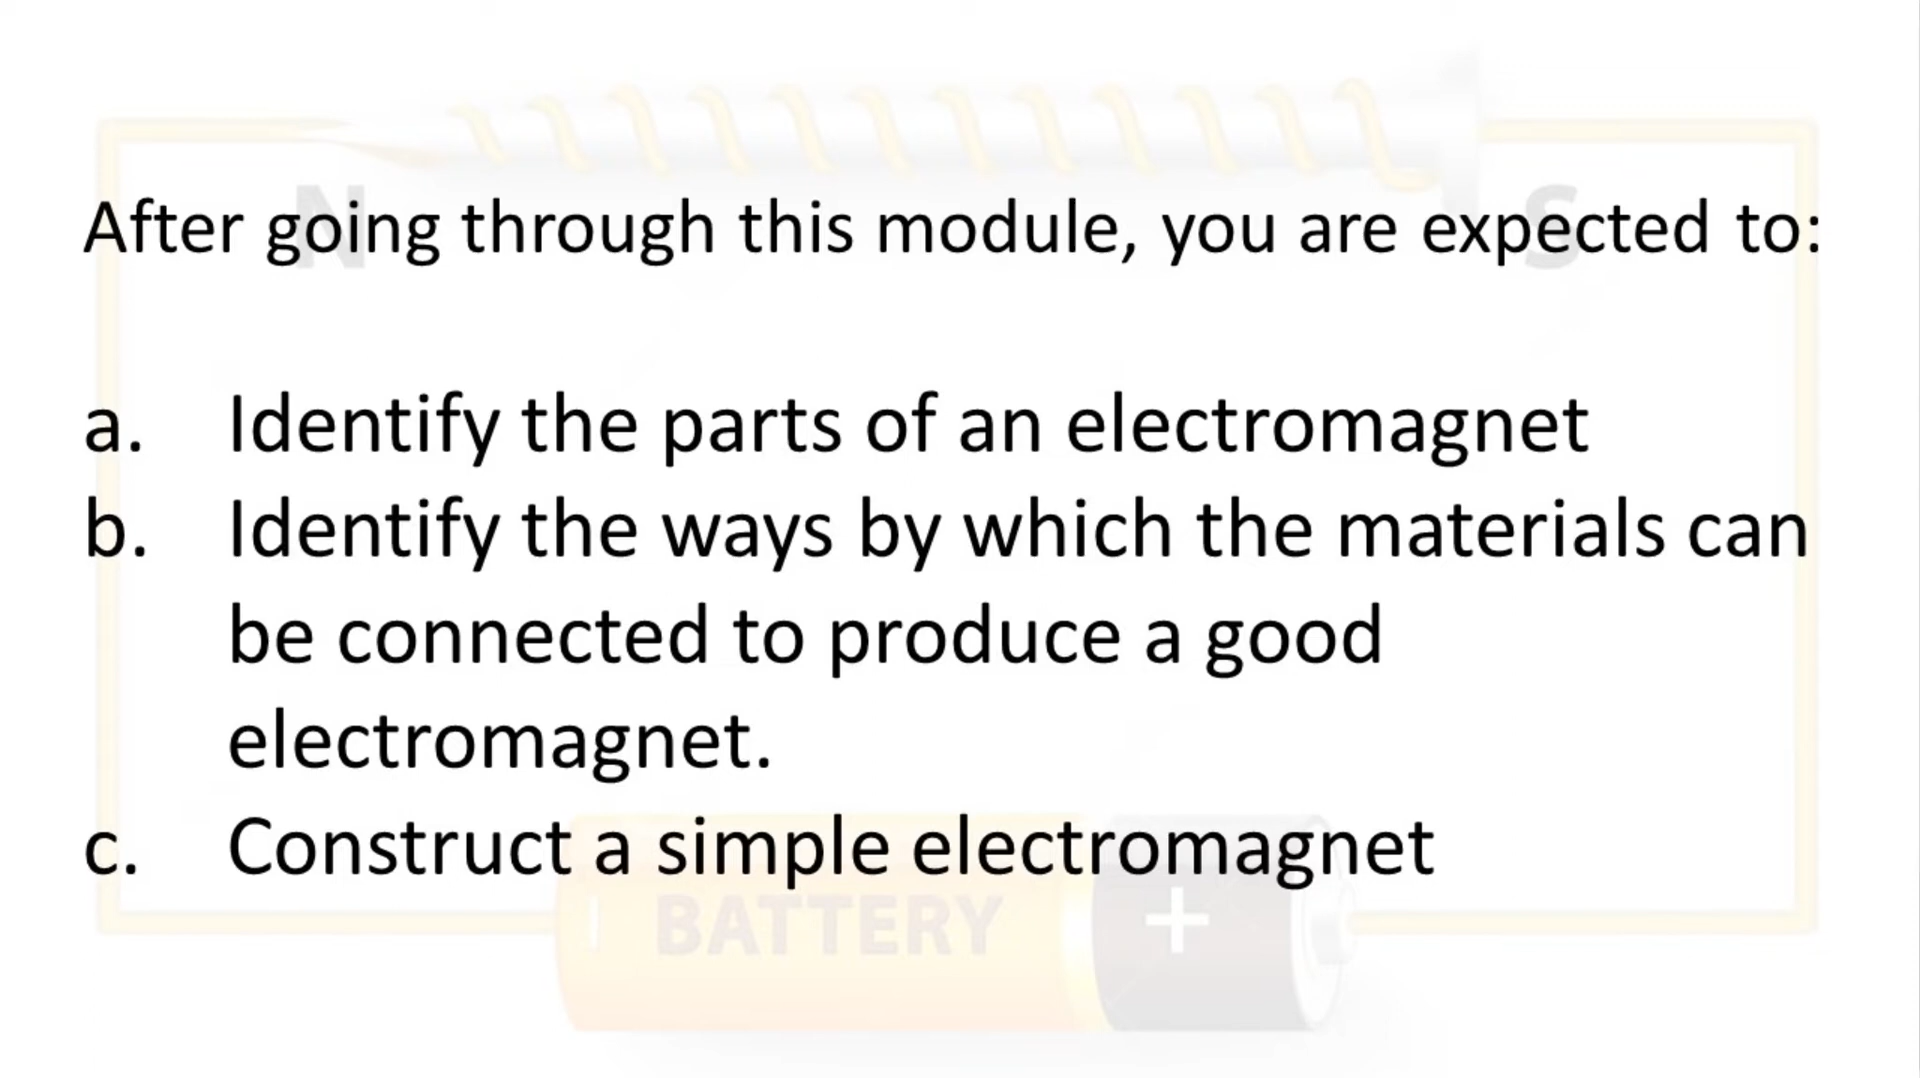 N S
After going through this module, you are expected to:
a. Identify the parts of an electromagnet
b. Identify the ways by which the materials can
be connected to produce a good
electromagnet.
c. Construct a simple electromagnet
BATTERY +